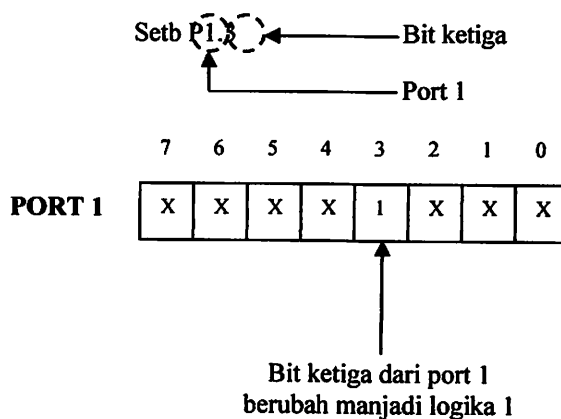 Setb P1.3
Bit ketiga
Port 1
7 6 5 4 3 2 1 0
PORT 1 X X X X 1 X X X
Bit ketiga dari port 1
berubah manjadi logika 1